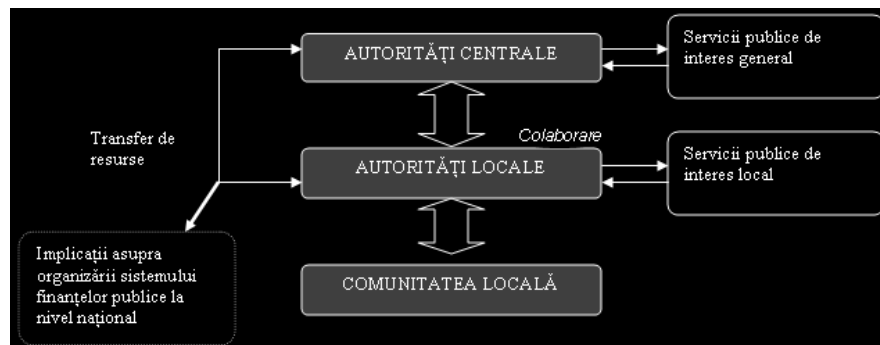 AUTORITĂȚI CENTRALE
Servicii publice de
interes general
Transfer de
resurse
Colaborare
AUTORITĂȚI LOCALE
Servicii publice de
interes local
Implicații asupra
organizării sistemului
finanțelor publice la
nivel național
COMUNITATEA LOCALĂ